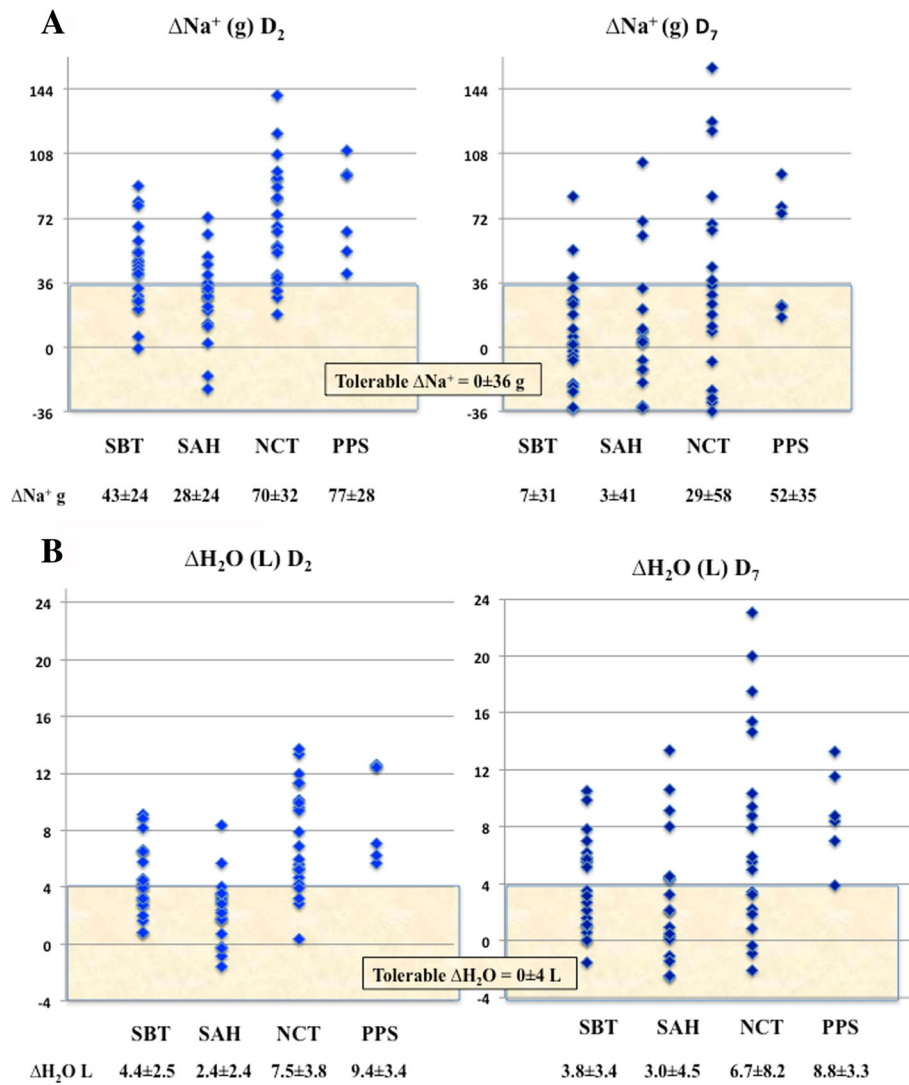 A
ΔNa⁺ (g) D₂
ΔNa⁺ (g) D₇
144
108
72
36
0
-36
144
108
72
36
0
-36
Tolerable ΔNa⁺ = 0±36 g
SBT SAH NCT PPS
SBT SAH NCT PPS
ΔNa⁺ g 43±24 28±24 70±32 77±28
7±31 3±41 29±58 52±35
B
ΔH₂O (L) D₂
ΔH₂O (L) D₇
24
20
16
12
8
4
0
-4
24
20
16
12
8
4
0
-4
Tolerable ΔH₂O = 0±4 L
SBT SAH NCT PPS
SBT SAH NCT PPS
ΔH₂O L 4.4±2.5 2.4±2.4 7.5±3.8 9.4±3.4
3.8±3.4 3.0±4.5 6.7±8.2 8.8±3.3